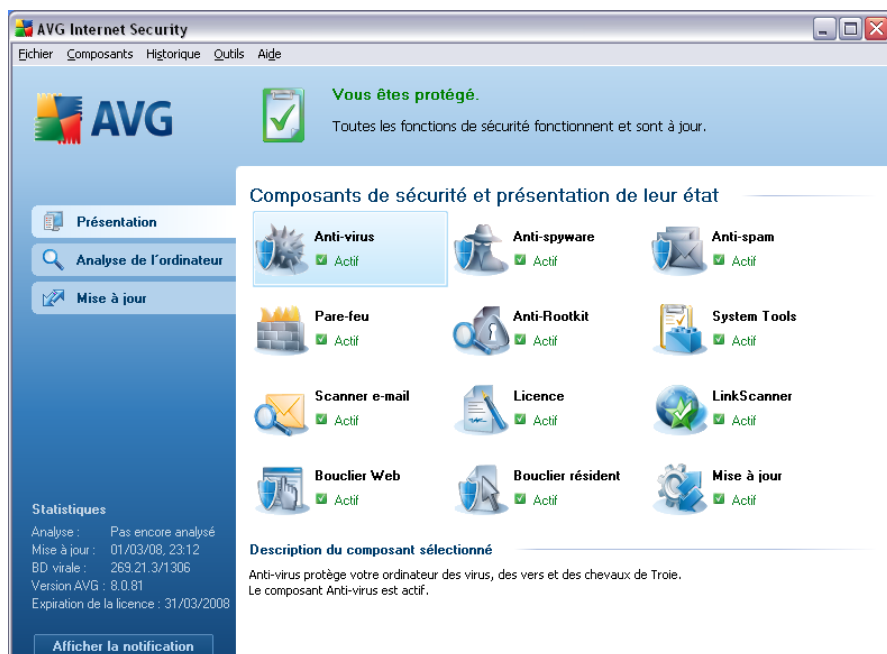 AVG Internet Security
Fichier Composants Historique Outils Aide
AVG
Vous êtes protégé.
Toutes les fonctions de sécurité fonctionnent et sont à jour.
Présentation
Analyse de l'ordinateur
Mise à jour
Composants de sécurité et présentation de leur état
Anti-virus
Actif
Anti-spyware
Actif
Anti-spam
Actif
Pare-feu
Actif
Anti-Rootkit
Actif
System Tools
Actif
Scanner e-mail
Actif
Licence
Actif
LinkScanner
Actif
Bouclier Web
Actif
Bouclier résident
Actif
Mise à jour
Actif
Statistiques
Analyse : Pas encore analysé
Mise à jour : 01/03/08, 23:12
BD virale : 269.21.3/1306
Version AVG : 8.0.81
Expiration de la licence : 31/03/2008
Afficher la notification
Description du composant sélectionné
Anti-virus protège votre ordinateur des virus, des vers et des chevaux de Troie.
Le composant Anti-virus est actif.